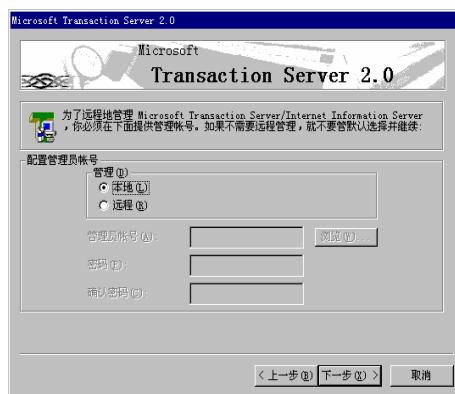 Microsoft Transaction Server 2.0
Microsoft
Transaction Server 2.0
为了远程地管理 Microsoft Transaction Server/Internet Information Server
，你必须在下面提供管理帐号。如果不需要远程管理，就不要管默认选择并继续:
配置管理员帐号
管理(D)
本地(L)
远程(R)
管理员帐号(A):
浏览(W)...
密码(P):
确认密码(C):
< 上一步(B)
下一步(X) >
取消